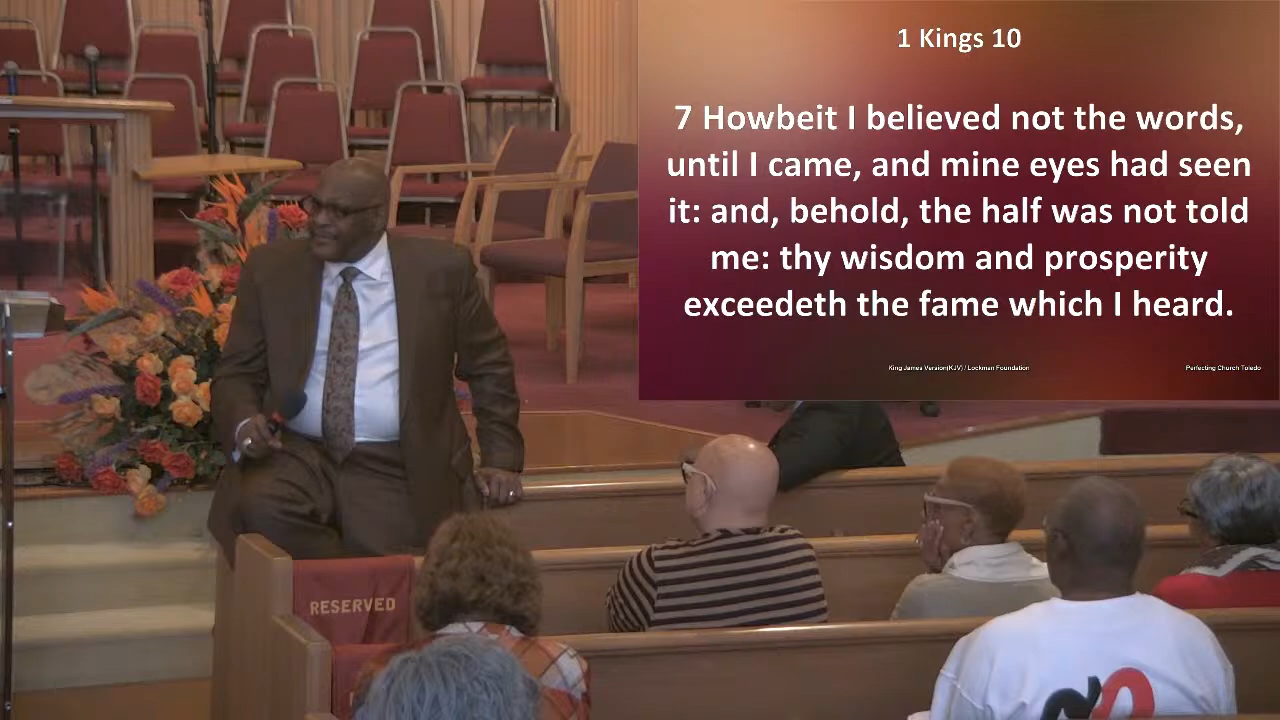 1 Kings 10
7 Howbeit I believed not the words,
until I came, and mine eyes had seen
it: and, behold, the half was not told
me: thy wisdom and prosperity
exceedeth the fame which I heard.
King James Version(KJV) / Lockman Foundation
Perfecting Church Toledo
RESERVED